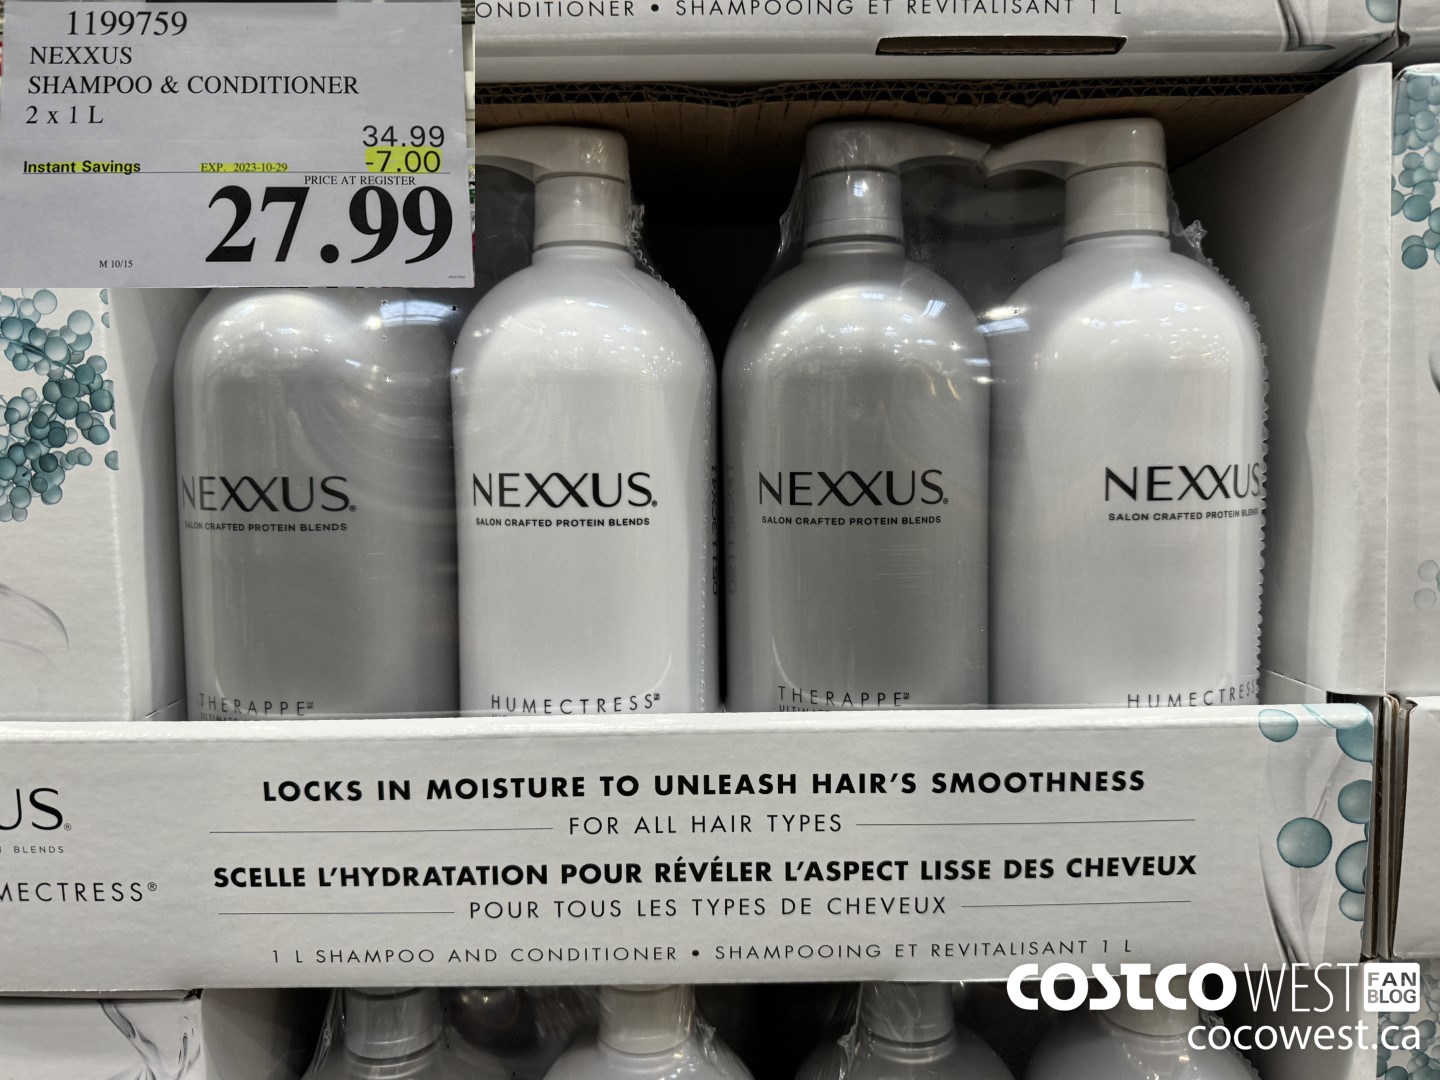 1199759
NEXXUS
SHAMPOO & CONDITIONER
2 x 1 L
34.99
Instant Savings EXP. 2023-10-29 -7.00
PRICE AT REGISTER
27.99
M 10/15
ONDITIONER • SHAMPOOING ET REVITALISANT 1 L
NEXXUS®
SALON CRAFTED PROTEIN BLENDS
THERAPPE
NEXXUS®
SALON CRAFTED PROTEIN BLENDS
HUMECTRESS
NEXXUS®
SALON CRAFTED PROTEIN BLENDS
THERAPPE
NEXXUS
SALON CRAFTED PROTEIN BLENDS
HUMECTRESS
US®
BLENDS
MECTRESS®
LOCKS IN MOISTURE TO UNLEASH HAIR'S SMOOTHNESS
FOR ALL HAIR TYPES
SCELLE L'HYDRATATION POUR RÉVÉLER L'ASPECT LISSE DES CHEVEUX
POUR TOUS LES TYPES DE CHEVEUX
1 L SHAMPOO AND CONDITIONER • SHAMPOOING ET REVITALISANT 1 L
COSTCO WEST FAN BLOG
cocowest.ca